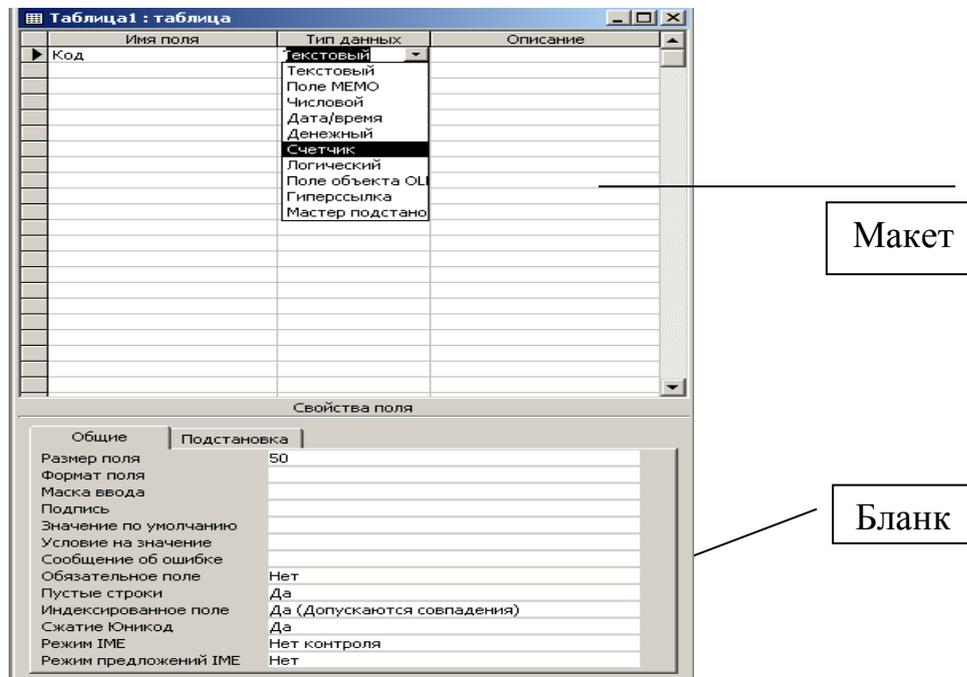 Таблица1 : таблица
Имя поля Тип данных Описание
Код Текстовый
Текстовый
Поле MEMO
Числовой
Дата/время
Денежный
Счетчик
Логический
Поле объекта OLI
Гиперссылка
Мастер подстано
Макет
Свойства поля
Общие Подстановка
Размер поля 50
Формат поля
Маска ввода
Подпись
Значение по умолчанию
Условие на значение
Сообщение об ошибке
Обязательное поле Нет
Пустые строки Да
Индексированное поле Да (Допускаются совпадения)
Сжатие Юникод Да
Режим IME Нет контроля
Режим предложений IME Нет
Бланк